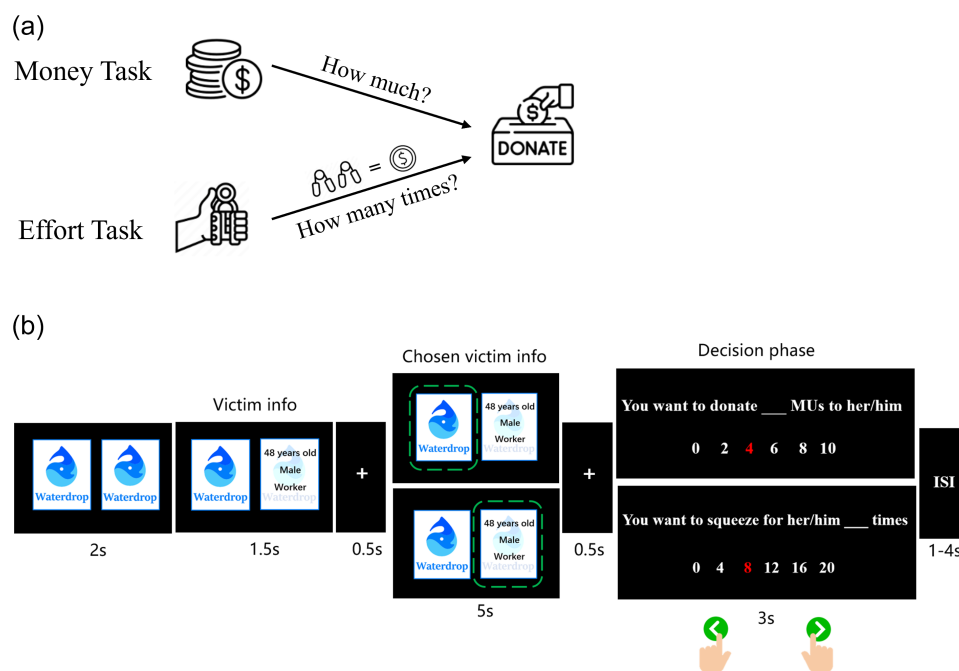 (a)
Money Task
$
How much?
$
DONATE
= $
How many times?
Effort Task
(b)
Victim info
Chosen victim info
Decision phase
Waterdrop
Waterdrop
2s
Waterdrop
48 years old
Male
Worker
Waterdrop
1.5s
+
0.5s
Waterdrop
48 years old
Male
Worker
Waterdrop
Waterdrop
48 years old
Male
Worker
Waterdrop
5s
+
0.5s
You want to donate ___ MUs to her/him
0 2 4 6 8 10
You want to squeeze for her/him ___ times
0 4 8 12 16 20
3s
ISI
1-4s